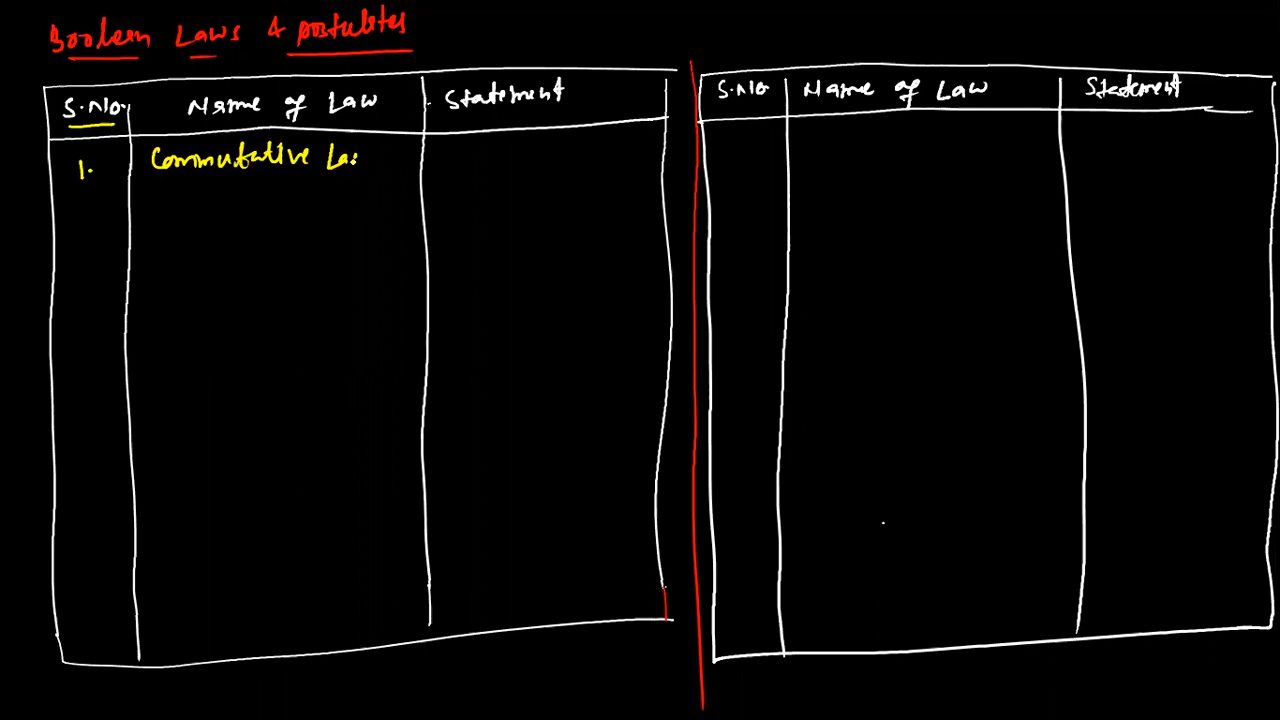 Boolean Laws & postulates
S.No. Name of Law Statement
1. Commutative La
S.No Name of Law Statement